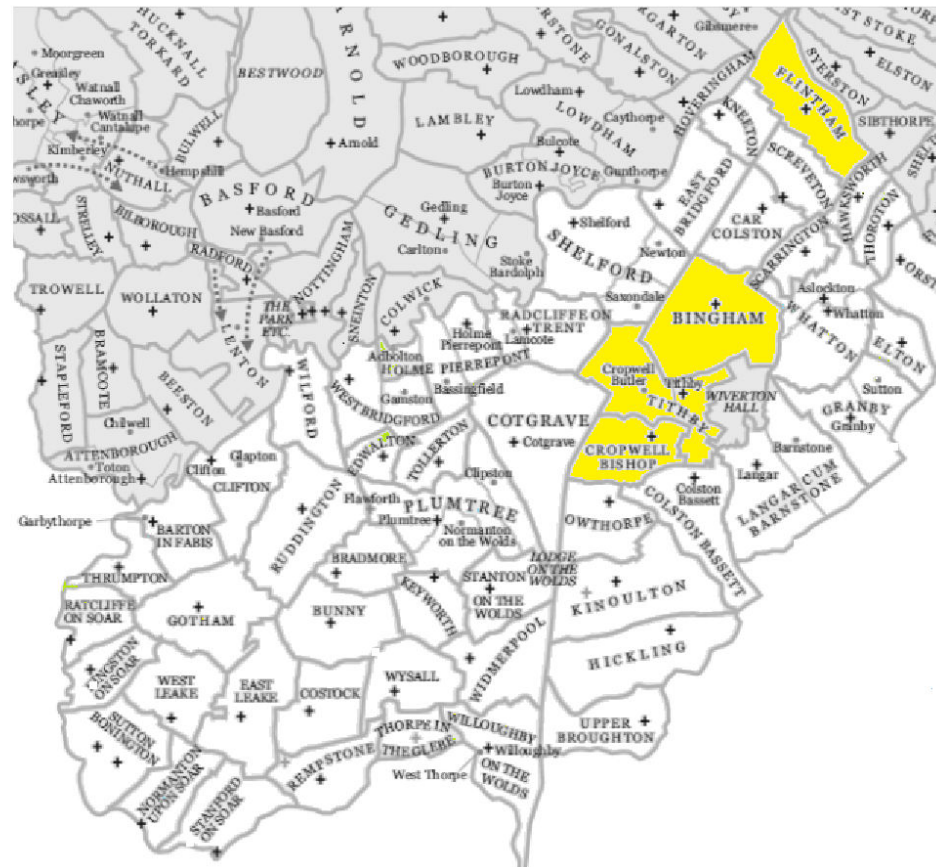 Moorgreen
Greasley
Watnall
Chaworth
Watnall
Cantalupe
Kimberley
Hempshill
NUTHALL
HUCKNALL
TORKARD
BULWELL
BESTWOOD
ARNOLD
Arnold
WOODBOROUGH
LAMBLEY
Lowdham
LOWDHAM
Caythorpe
Bulcote
BURTON JOYCE
Burton
Joyce
Gunthorpe
GONALSTON
HOVERINGHAM
Gibsmere
KNEETON
FLINTHAM
SYERSTON
EAST STOKE
ELSTON
SIBTHORPE
SCREVETON
HAWKSWORTH
THOROTON
EAST
BRIDGFORD
CAR
COLSTON
SCARRINGTON
BASFORD
Basford
New Basford
STRELLEY
BILBOROUGH
RADFORD
TROWELL
WOLLATON
THE
PARK
ETC.
NOTTINGHAM
LENTON
SNEINTON
COLWICK
GEDLING
Gedling
Carlton
Stoke
Bardolph
Shelford
SHELFORD
Newton
Saxondale
RADCLIFFE ON
TRENT
Lamcote
BINGHAM
Aslockton
Whatton
WHATTON
ELTON
Sutton
GRANBY
Granby
STAPLEFORD
BRAMCOTE
BEESTON
Chilwell
ATTENBOROUGH
Toton
Attenborough
WILFORD
WEST BRIDGFORD
Adbolton
Holme
Pierrepont
HOLME PIERREPONT
Gamston
Bassingfield
EDWALTON
TOLLERTON
COTGRAVE
Cotgrave
Clipston
Cropwell
Butler
Tithby
TITHBY
WIVERTON
HALL
CROPWELL
BISHOP
Colston
Bassett
COLSTON BASSETT
Langar
Barnstone
LANGAR CUM
BARNSTONE
Clifton
Glapton
CLIFTON
Garbythorpe
BARTON
IN FABIS
RUDDINGTON
Flawforth
PLUMTREE
Plumtree
Normanton
on the Wolds
OWTHORPE
BRADMORE
KEYWORTH
STANTON
ON THE
WOLDS
LODGE
ON THE
WOLDS
KINOULTON
THRUMPTON
RATCLIFFE
ON SOAR
GOTHAM
BUNNY
WIDMERPOOL
HICKLING
KINGSTON
ON SOAR
WEST
LEAKE
EAST
LEAKE
COSTOCK
WYSALL
SUTTON
BONINGTON
NORMANTON
UPON SOAR
STANFORD
ON SOAR
REMPSTONE
THORPE IN
THE GLEBE
WILLOUGHBY
Willoughby
ON THE
WOLDS
West Thorpe
UPPER
BROUGHTON